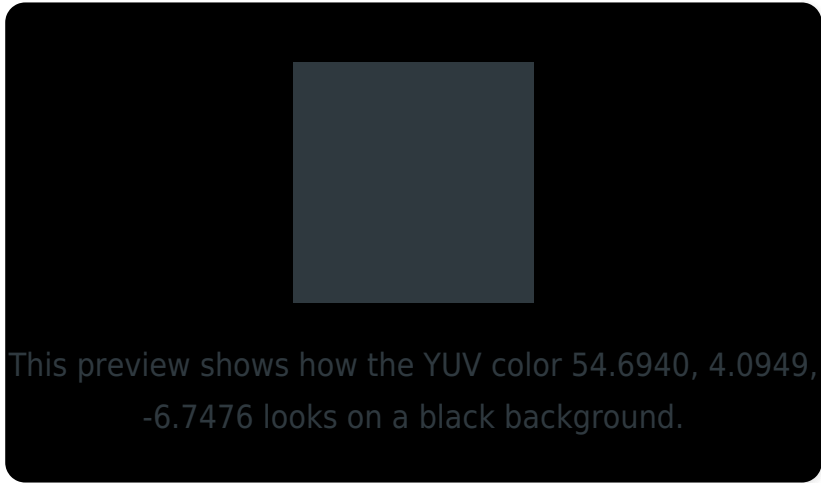 This preview shows how the YUV color 54.6940, 4.0949,
-6.7476 looks on a black background.